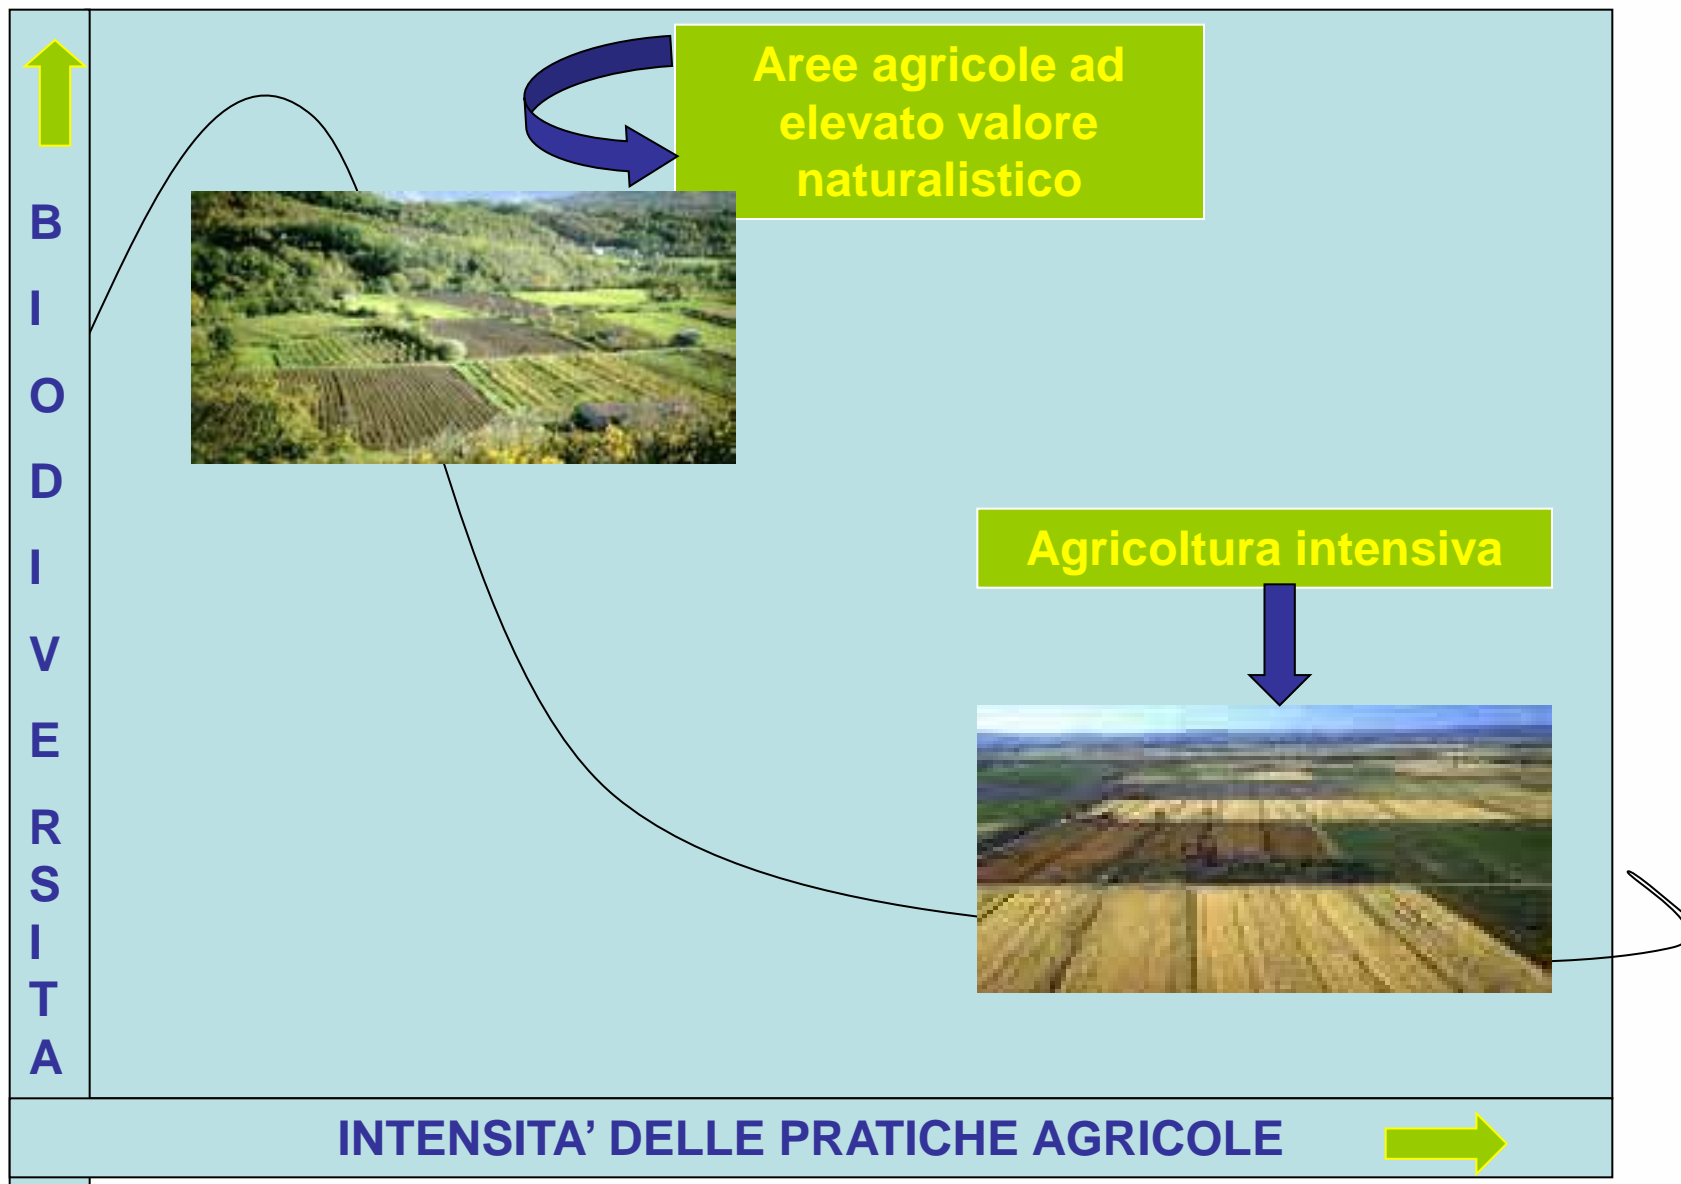 Aree agricole ad
elevato valore
naturalistico
B
I
O
D
I
V
E
R
S
I
T
A
Agricoltura intensiva
INTENSITA’ DELLE PRATICHE AGRICOLE